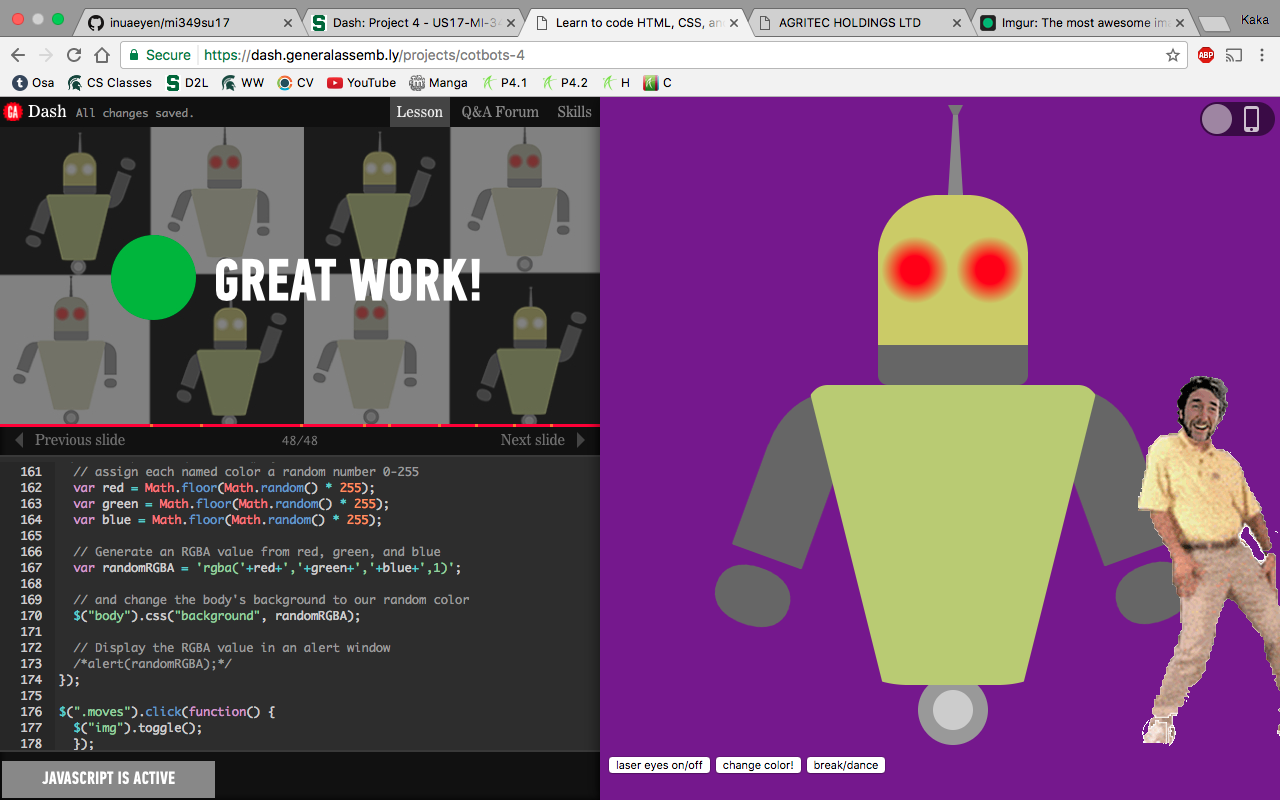 inuaeyen/mi349su17
Dash: Project 4 - US17-MI-34
Learn to code HTML, CSS, an
AGRITEC HOLDINGS LTD
Imgur: The most awesome im
Kaka
Secure
https://dash.generalassemb.ly/projects/cotbots-4
ABP
Osa
CS Classes
D2L
WW
CV
YouTube
Manga
P4.1
P4.2
H
C
GA
Dash
All changes saved.
Lesson
Q&A Forum
Skills
GREAT WORK!
Previous slide
48/48
Next slide
161 // assign each named color a random number 0-255
162 var red = Math.floor(Math.random() * 255);
163 var green = Math.floor(Math.random() * 255);
164 var blue = Math.floor(Math.random() * 255);
165
166 // Generate an RGBA value from red, green, and blue
167 var randomRGBA = 'rgba('+red+','+green+','+blue+',1)';
168
169 // and change the body's background to our random color
170 $("body").css("background", randomRGBA);
171
172 // Display the RGBA value in an alert window
173 /*alert(randomRGBA);*/
174 });
175
176 $(".moves").click(function() {
177 $("img").toggle();
178 });
JAVASCRIPT IS ACTIVE
laser eyes on/off
change color!
break/dance